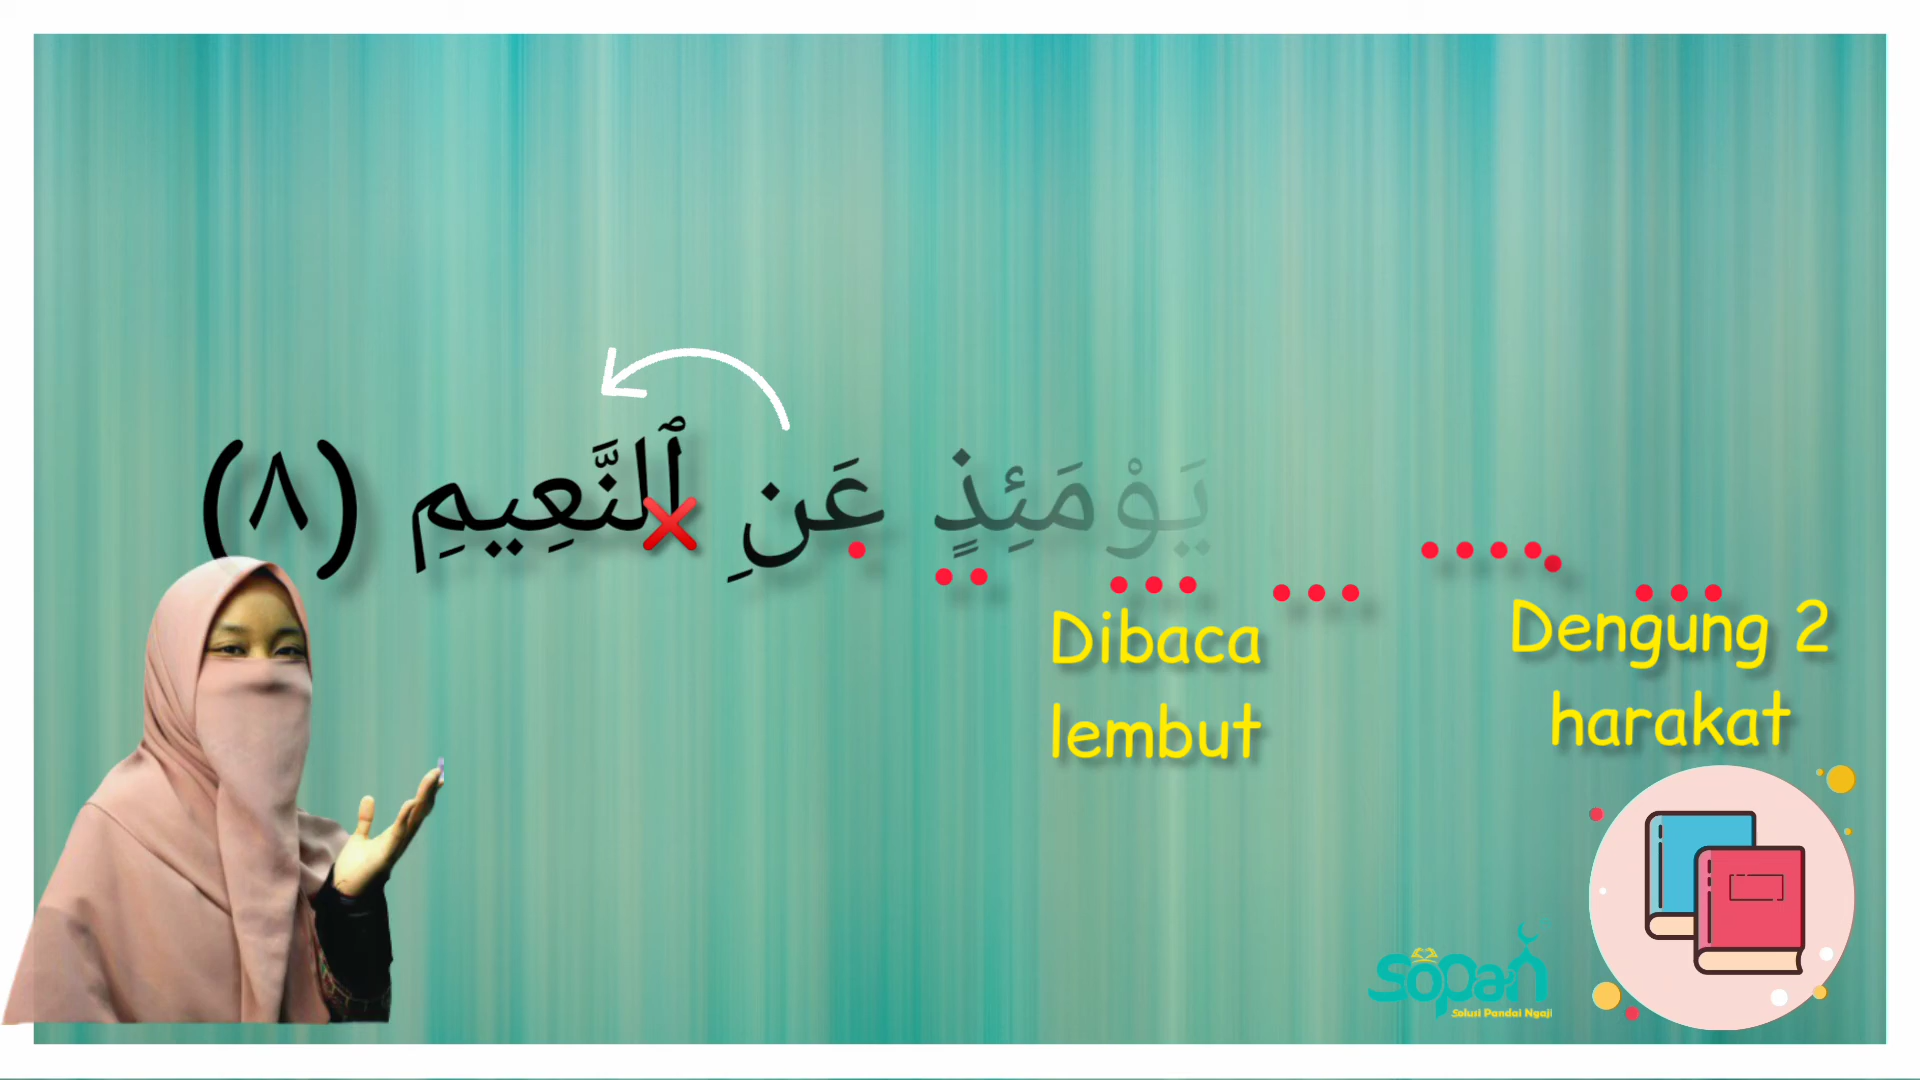 يَوْمَئِذٍ عَنِ ٱلنَّعِيمِ (٨)
Dibaca
lembut
Dengung 2
harakat
sopan
Solusi Pandai Ngaji